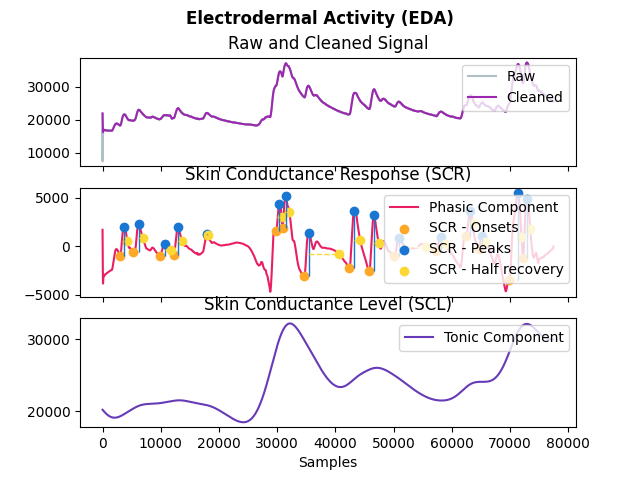 Electrodermal Activity (EDA)
Raw and Cleaned Signal
30000
20000
10000
Raw
Cleaned
Skin Conductance Response (SCR)
5000
0
−5000
Phasic Component
SCR - Onsets
SCR - Peaks
SCR - Half recovery
Skin Conductance Level (SCL)
30000
20000
Tonic Component
0 10000 20000 30000 40000 50000 60000 70000 80000
Samples